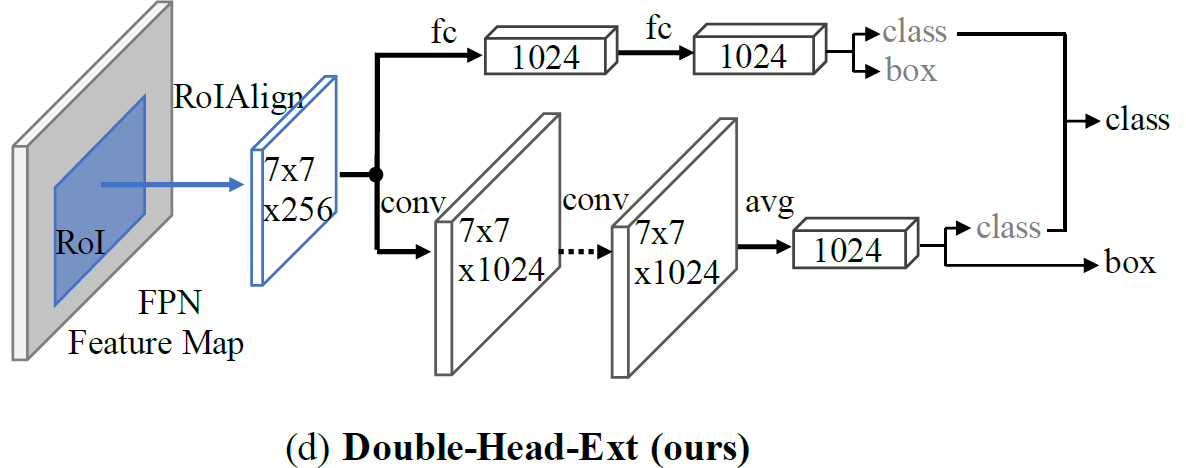 fc
1024
fc
1024
class
box
RoIAlign
class
7x7
x256
conv
7x7
x1024
conv
7x7
x1024
avg
1024
class
box
RoI
FPN
Feature Map
(d) Double-Head-Ext (ours)